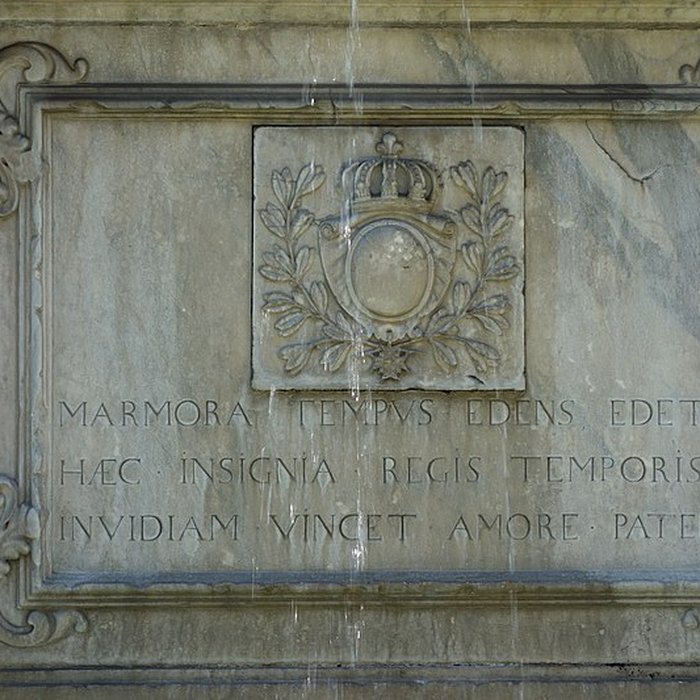 MARMORA TEMPVS EDENS, EDET
HÆC · INSIGNIA REGIS TEMPORIS
INVIDIAM · VINCET AMORE · PATE